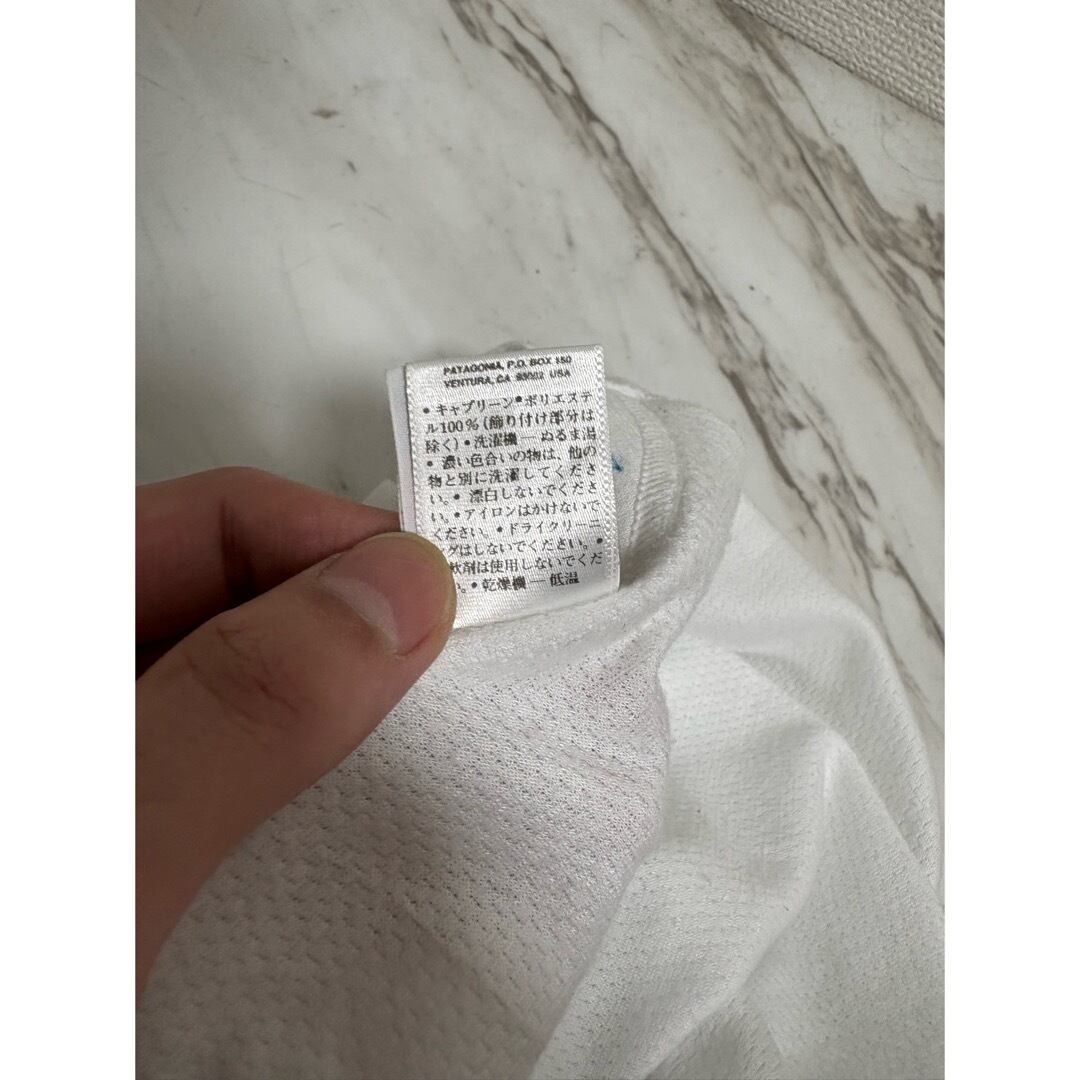 PATAGONIA, P.O. BOX 150
VENTURA, CA 93002 USA
• キャプリーン • ポリエステ
ル100% (飾り付け部分は
除く) • 洗濯機 — ぬるま湯
• 濃い色合いの物は、他の
物と別に洗濯してくださ
い。• 漂白しないでくださ
い。• アイロンはかけないで
ください • ドライクリーニ
グはしないでください。•
軟剤は使用しないでくだ
い。• 乾燥機 — 低温